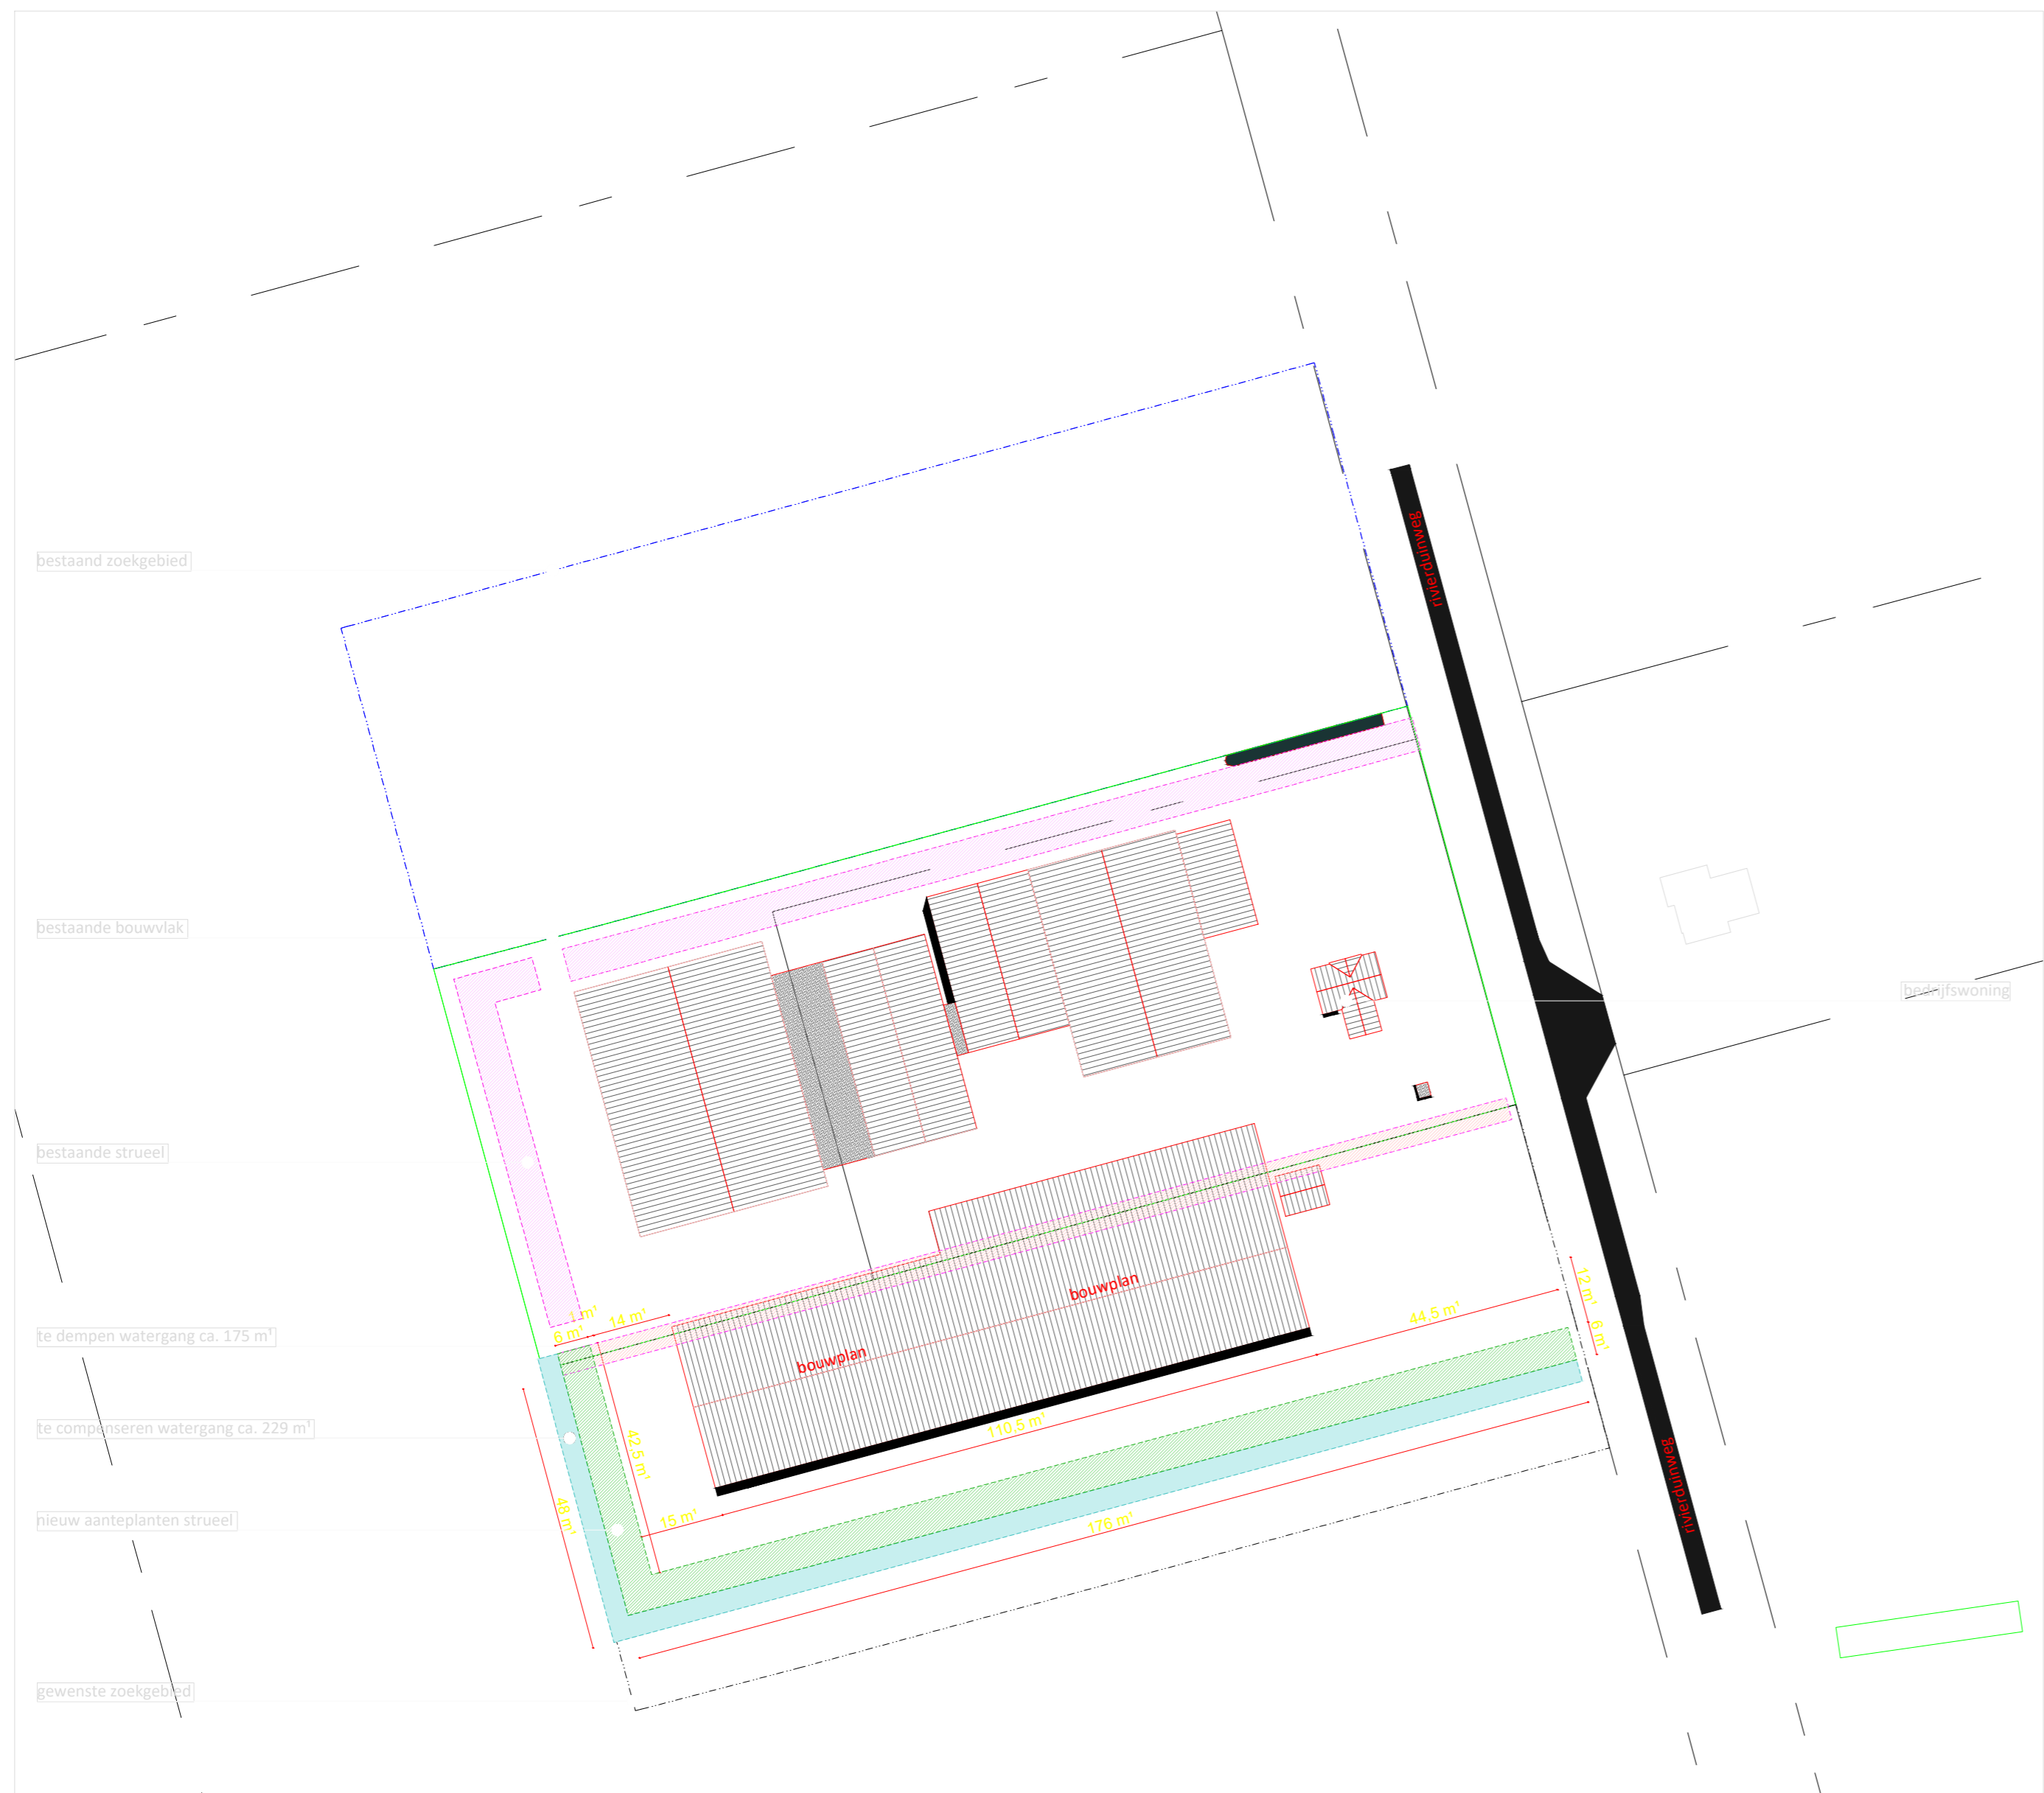 rivierduinweg
bestaand zoekgebied
bestaande bouwvlak
bedrijfswoning
bestaande strueel
bouwplan
12 m¹
6 m¹
44.5 m¹
1 m¹
14 m¹
6 m¹
te dempen watergang ca. 175 m¹
bouwplan
te compenseren watergang ca. 229 m¹
110.5 m¹
42.5 m¹
rivierduinweg
48 m¹
15 m¹
176 m¹
nieuw aanteplanten strueel
gewenste zoekgebied